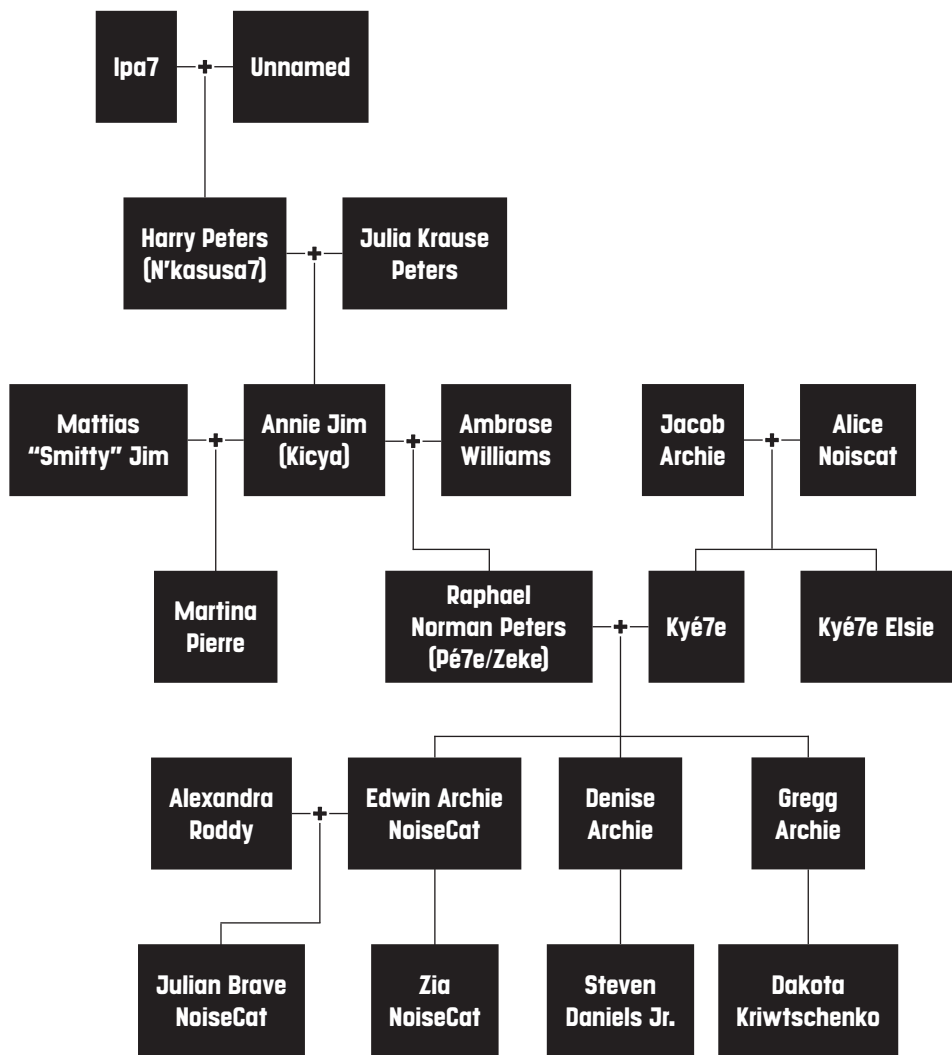 Ipa7
Unnamed
Harry Peters
(N'kasusa7)
Julia Krause
Peters
Mattias
“Smitty” Jim
Annie Jim
(Kicya)
Ambrose
Williams
Jacob
Archie
Alice
Noiscat
Martina
Pierre
Raphael
Norman Peters
(Pé7e/Zeke)
Kyé7e
Kyé7e Elsie
Alexandra
Roddy
Edwin Archie
NoiseCat
Denise
Archie
Gregg
Archie
Julian Brave
NoiseCat
Zia
NoiseCat
Steven
Daniels Jr.
Dakota
Kriwtschenko